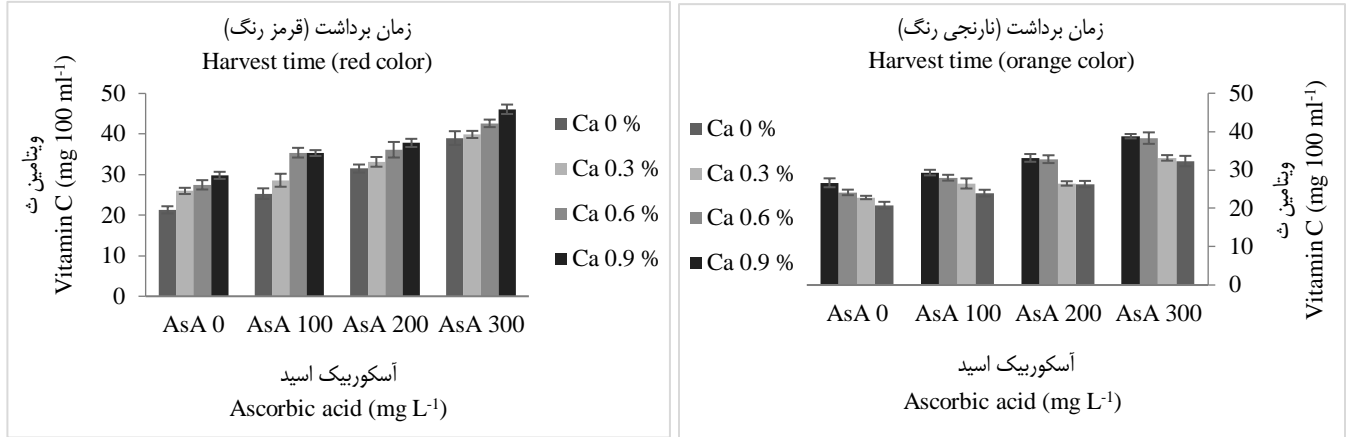 زمان برداشت (قرمز رنگ)
Harvest time (red color)
ویتامین ث
Vitamin C (mg 100 ml⁻¹)
50
40
30
20
10
0
AsA 0 AsA 100 AsA 200 AsA 300
آسکوربیک اسید
Ascorbic acid (mg L⁻¹)
Ca 0 %
Ca 0.3 %
Ca 0.6 %
Ca 0.9 %
زمان برداشت (نارنجی رنگ)
Harvest time (orange color)
Ca 0 %
Ca 0.3 %
Ca 0.6 %
Ca 0.9 %
50
40
30
20
10
0
ویتامین ث
Vitamin C (mg 100 ml⁻¹)
AsA 0 AsA 100 AsA 200 AsA 300
آسکوربیک اسید
Ascorbic acid (mg L⁻¹)